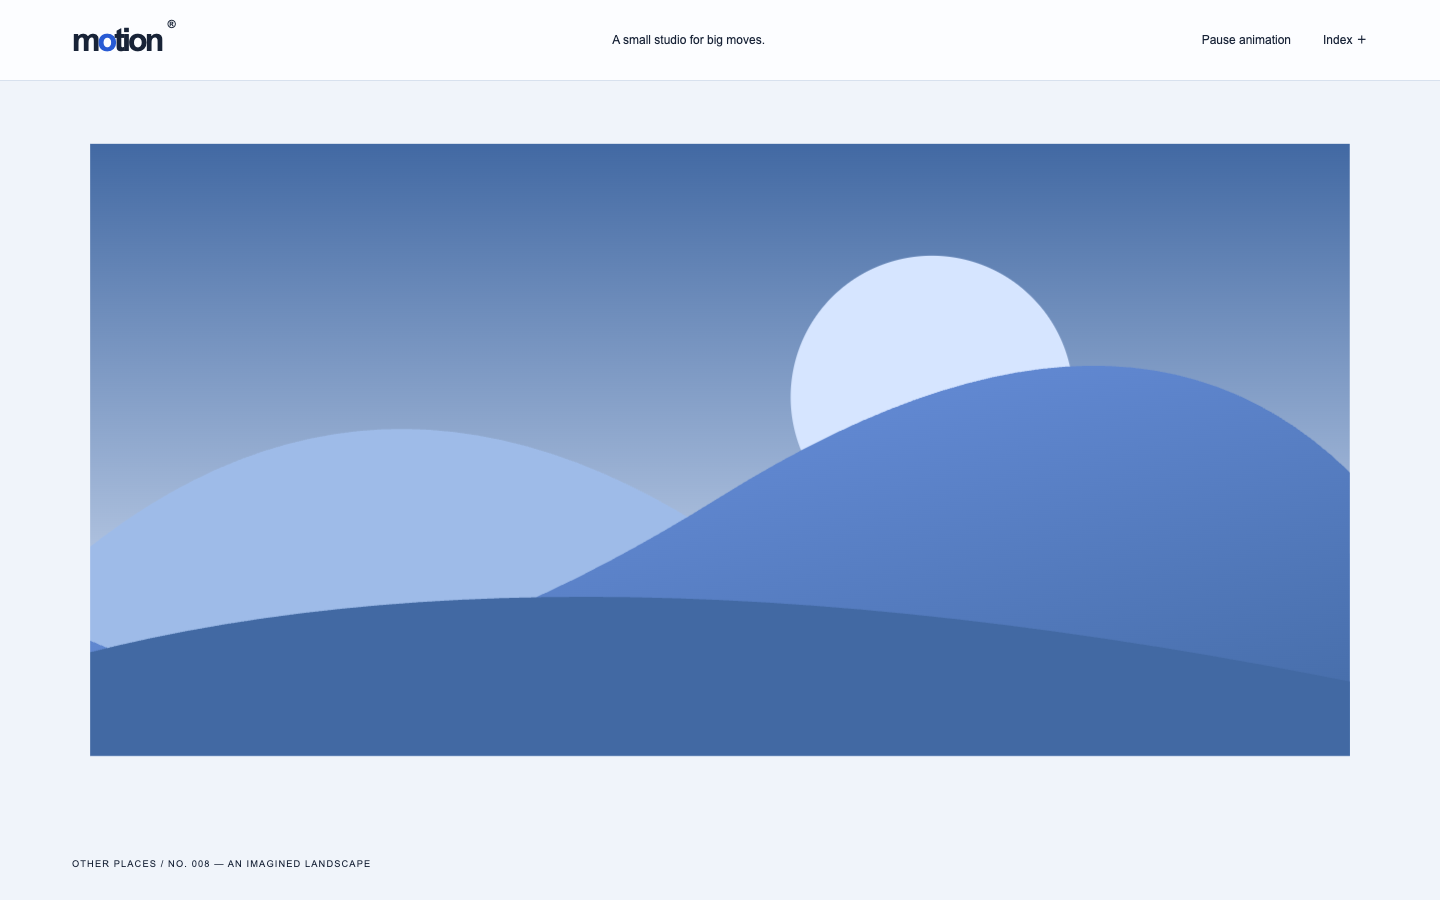 motion®
A small studio for big moves.
Pause animation
Index +
OTHER PLACES / NO. 008 — AN IMAGINED LANDSCAPE